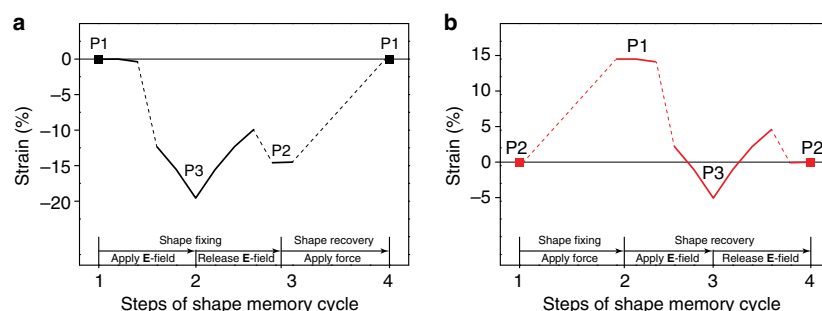 a
P1
P1
0
−5
−10
−15
−20
Strain (%)
P3
P2
Shape fixing
Shape recovery
Apply E-field
Release E-field
Apply force
1
2
3
4
Steps of shape memory cycle
b
P1
15
10
5
0
−5
Strain (%)
P2
P2
P3
Shape fixing
Shape recovery
Apply force
Apply E-field
Release E-field
1
2
3
4
Steps of shape memory cycle